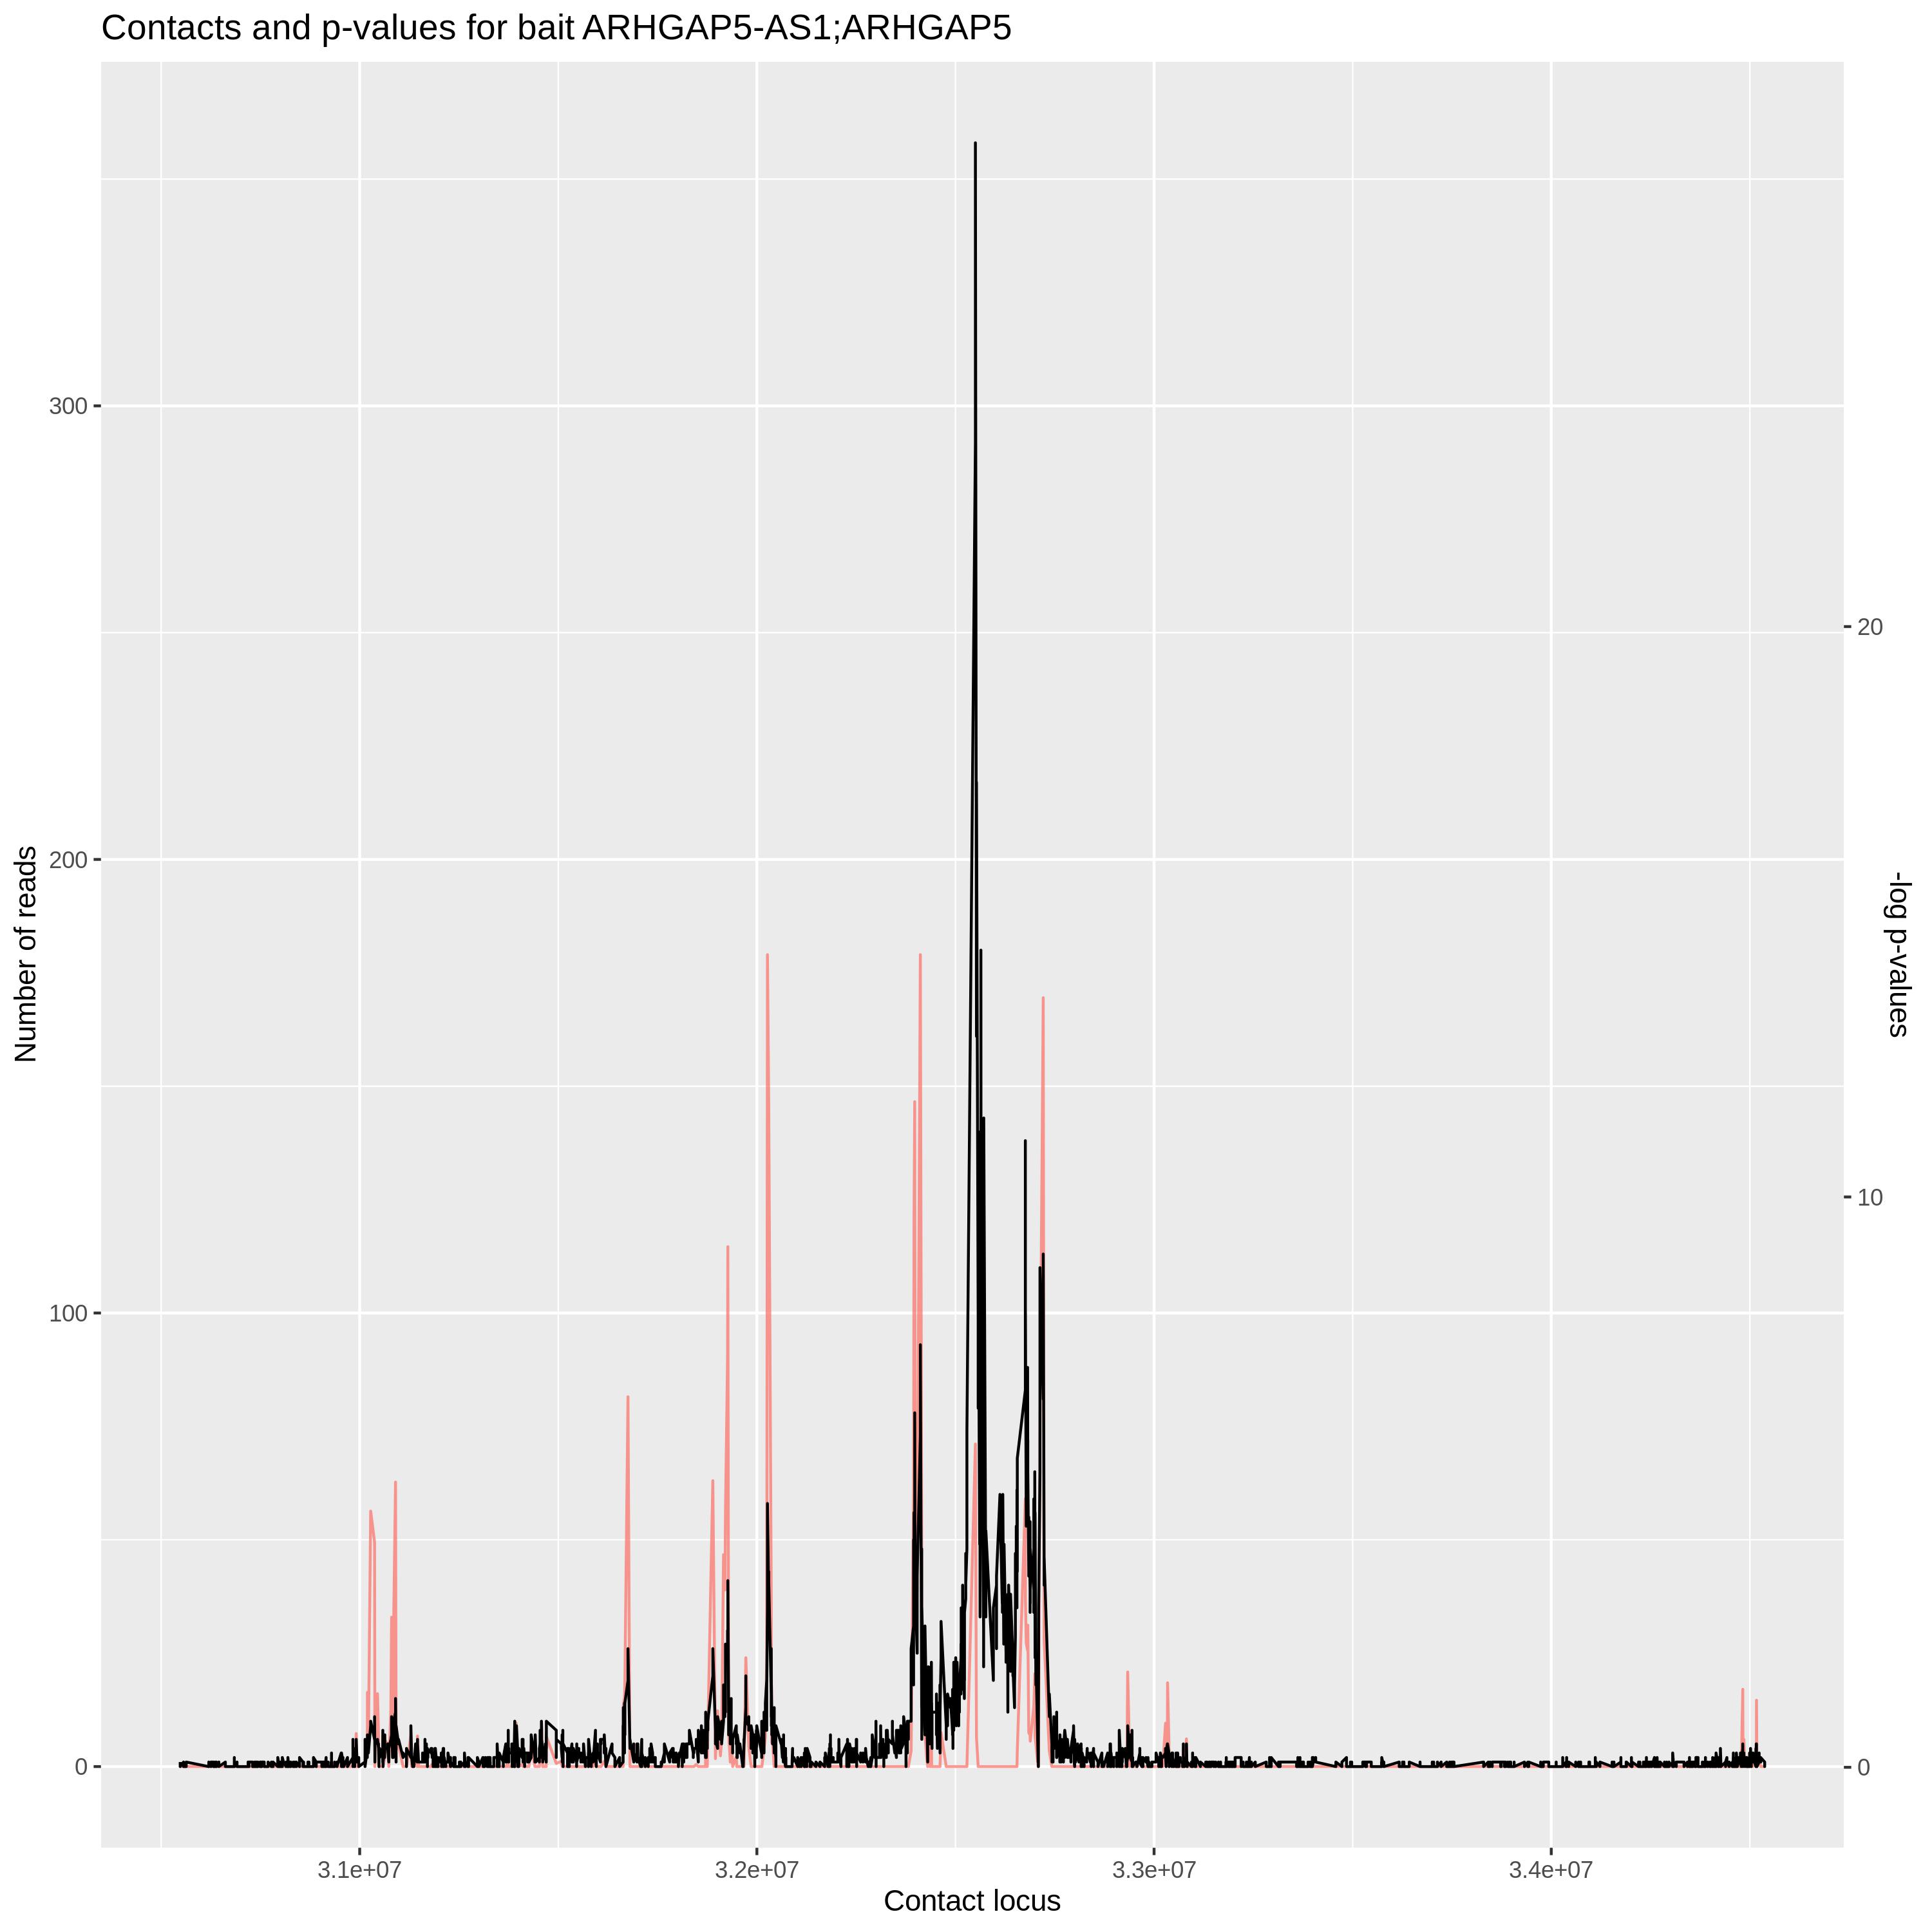 Contacts and p-values for bait ARHGAP5-AS1;ARHGAP5
Number of reads
300
200
100
0
20
10
0
-log p-values
3.1e+07 3.2e+07 3.3e+07 3.4e+07
Contact locus